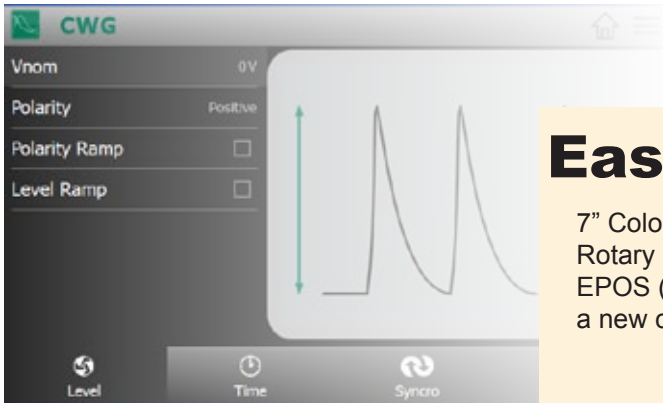 CWG
Vnom 0V
Polarity Positive
Polarity Ramp
Level Ramp
Level Time Syncro
Eas
7” Colo
Rotary
EPOS (
a new